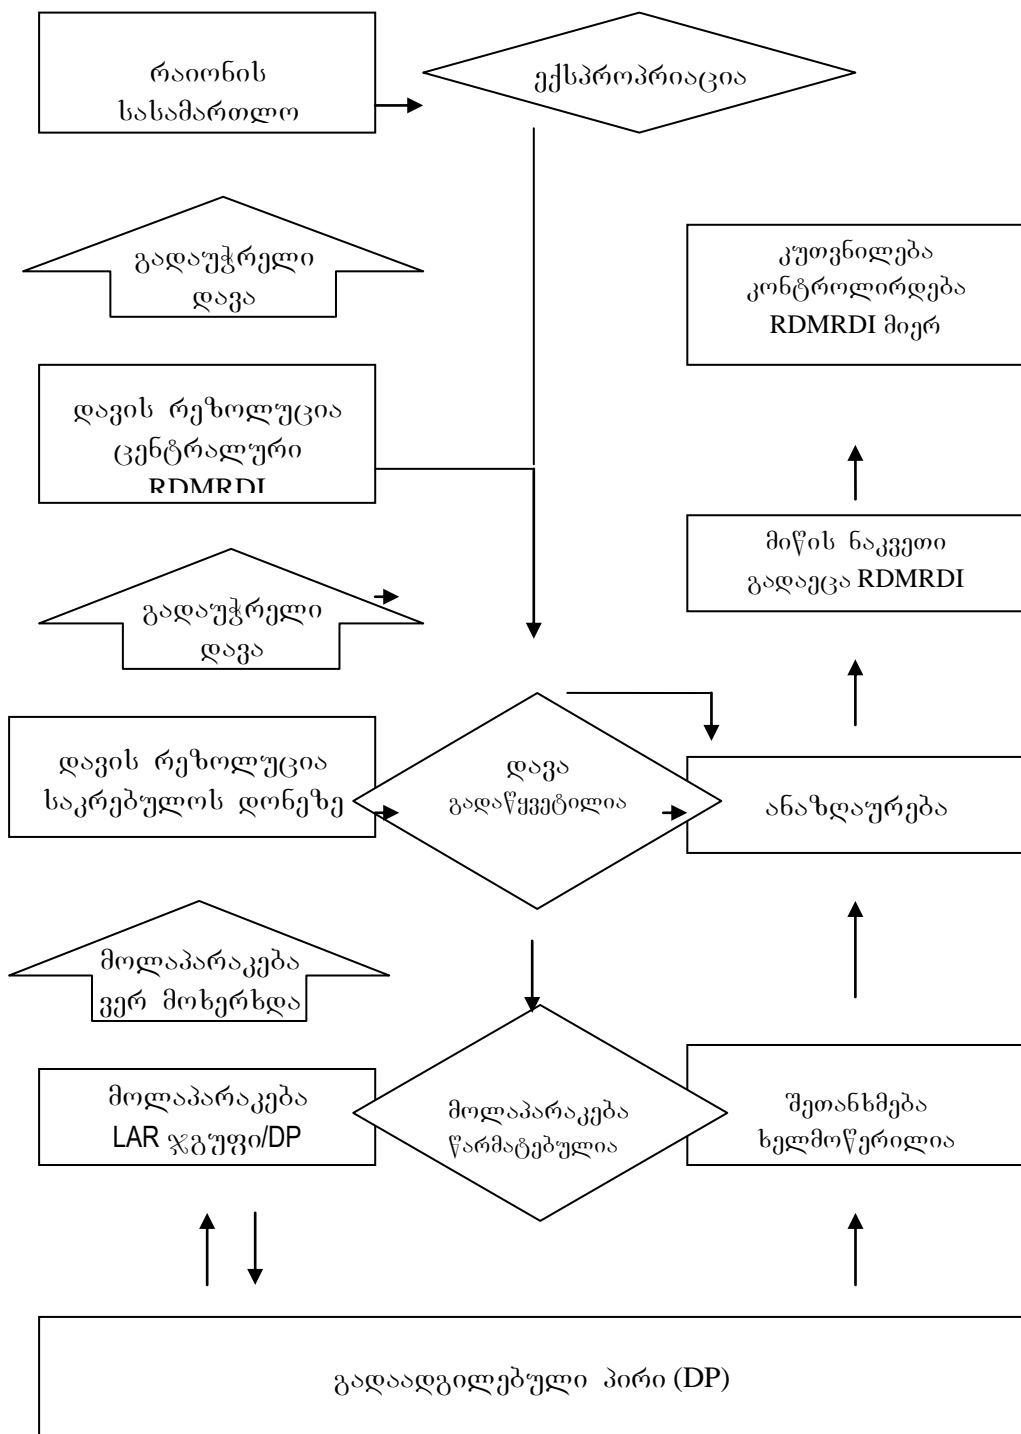 რაიონის
სასამართლო
ექსპროპრიაცია
გადაუჭრელი
დავა
კუთვნილება
კონტროლირდება
RDMRDI მიერ
დავის რეზოლუცია
ცენტრალური
RDMRDI
მიწის ნაკვეთი
გადაეცა RDMRDI
გადაუჭრელი
დავა
დავის რეზოლუცია
საკრებულოს დონეზე
დავა
გადაწყვეტილია
ანაზღაურება
მოლაპარაკება
ვერ მოხერხდა
მოლაპარაკება
LAR ჯგუფი/DP
მოლაპარაკება
წარმატებულია
შეთანხმება
ხელმოწერილია
გადაადგილებული პირი (DP)